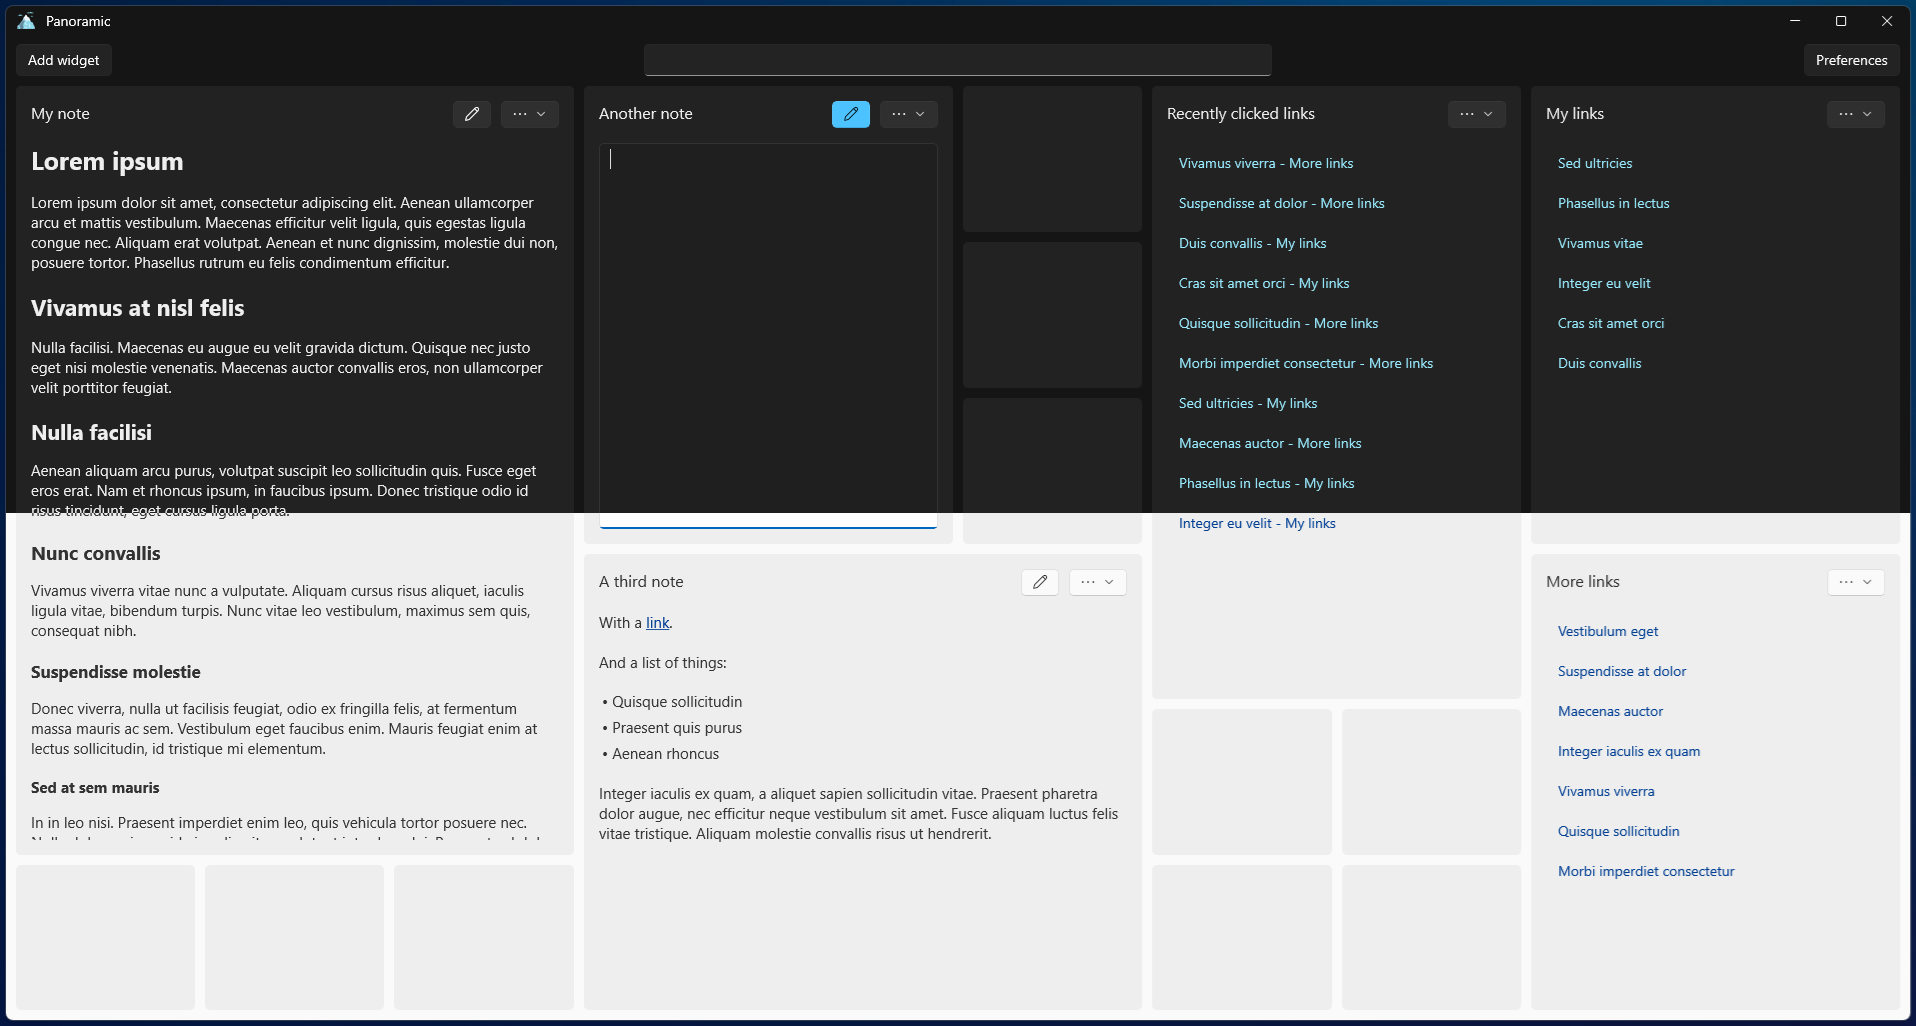 Panoramic
Add widget
Preferences
My note
Lorem ipsum
Lorem ipsum dolor sit amet, consectetur adipiscing elit. Aenean ullamcorper
arcu et mattis vestibulum. Maecenas efficitur velit ligula, quis egestas ligula
congue nec. Aliquam erat volutpat. Aenean et nunc dignissim, molestie dui non,
posuere tortor. Phasellus rutrum eu felis condimentum efficitur.
Vivamus at nisl felis
Nulla facilisi. Maecenas eu augue eu velit gravida dictum. Quisque nec justo
eget nisi molestie venenatis. Maecenas auctor convallis eros, non ullamcorper
velit porttitor feugiat.
Nulla facilisi
Aenean aliquam arcu purus, volutpat suscipit leo sollicitudin quis. Fusce eget
eros erat. Nam et rhoncus ipsum, in faucibus ipsum. Donec tristique odio id
risus tincidunt, eget cursus ligula porta.
Nunc convallis
Vivamus viverra vitae nunc a vulputate. Aliquam cursus risus aliquet, iaculis
ligula vitae, bibendum turpis. Nunc vitae leo vestibulum, maximus sem quis,
consequat nibh.
Suspendisse molestie
Donec viverra, nulla ut facilisis feugiat, odio ex fringilla felis, at fermentum
massa mauris ac sem. Vestibulum eget faucibus enim. Mauris feugiat enim at
lectus sollicitudin, id tristique mi elementum.
Sed at sem mauris
In in leo nisi. Praesent imperdiet enim leo, quis vehicula tortor posuere nec.
Another note
A third note
With a link.
And a list of things:
• Quisque sollicitudin
• Praesent quis purus
• Aenean rhoncus
Integer iaculis ex quam, a aliquet sapien sollicitudin vitae. Praesent pharetra
dolor augue, nec efficitur neque vestibulum sit amet. Fusce aliquam luctus felis
vitae tristique. Aliquam molestie convallis risus ut hendrerit.
Recently clicked links
Vivamus viverra - More links
Suspendisse at dolor - More links
Duis convallis - My links
Cras sit amet orci - My links
Quisque sollicitudin - More links
Morbi imperdiet consectetur - More links
Sed ultricies - My links
Maecenas auctor - More links
Phasellus in lectus - My links
Integer eu velit - My links
My links
Sed ultricies
Phasellus in lectus
Vivamus vitae
Integer eu velit
Cras sit amet orci
Duis convallis
More links
Vestibulum eget
Suspendisse at dolor
Maecenas auctor
Integer iaculis ex quam
Vivamus viverra
Quisque sollicitudin
Morbi imperdiet consectetur